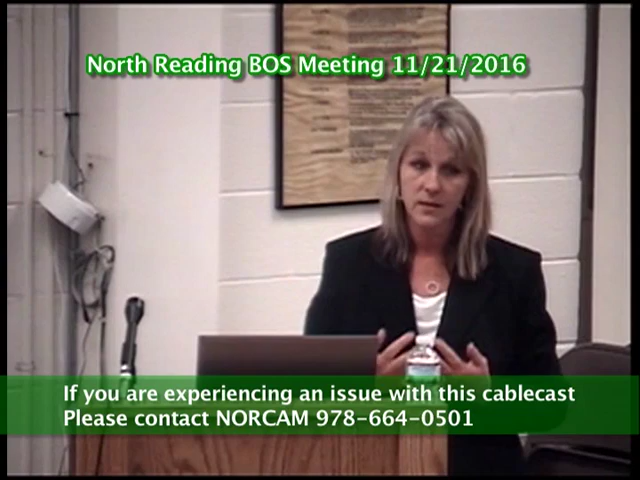 North Reading BOS Meeting 11/21/2016
If you are experiencing an issue with this cablecast
Please contact NORCAM 978-664-0501